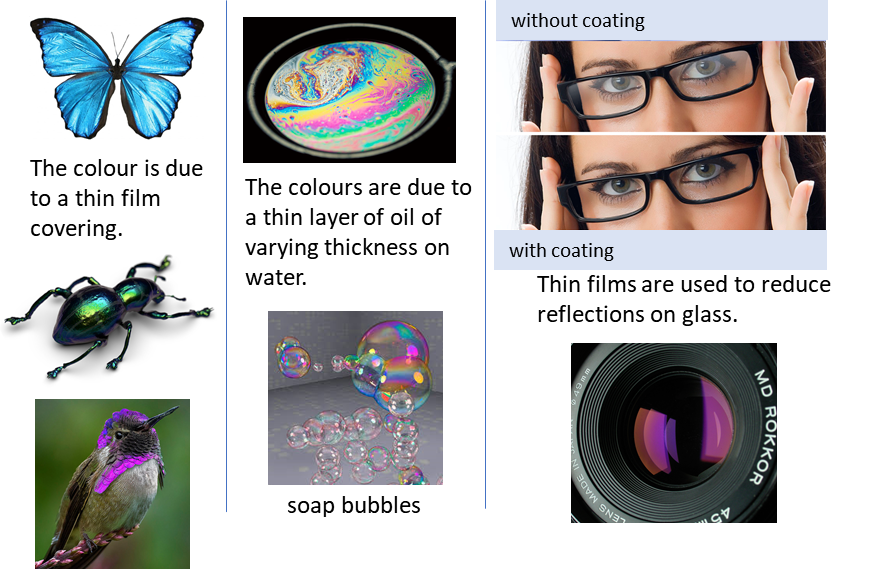 The colour is due
to a thin film
covering.
The colours are due to
a thin layer of oil of
varying thickness on
water.
soap bubbles
without coating
with coating
Thin films are used to reduce
reflections on glass.
MD ROKKOR
45
LENS MADE IN
49mm